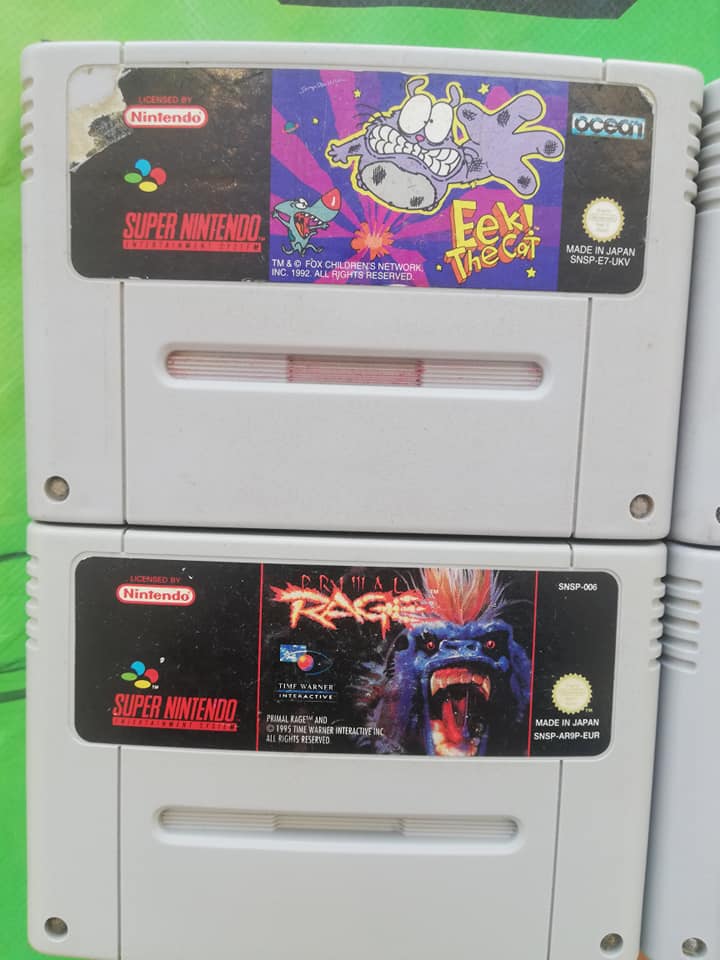 LICENSED BY
Nintendo
SUPER NINTENDO
ENTERTAINMENT SYSTEM
TM
Eek!
The Cat
TM & © FOX CHILDREN'S NETWORK,
INC. 1992. ALL RIGHTS RESERVED.
ocean
MADE IN JAPAN
SNSP-E7-UKV
LICENSED BY
Nintendo
TM
SUPER NINTENDO
ENTERTAINMENT SYSTEM
PRIMAL
RAGE TM
TIME WARNER
INTERACTIVE
PRIMAL RAGE™ AND
© 1995 TIME WARNER INTERACTIVE INC.
ALL RIGHTS RESERVED.
SNSP-006
MADE IN JAPAN
SNSP-AR9P-EUR